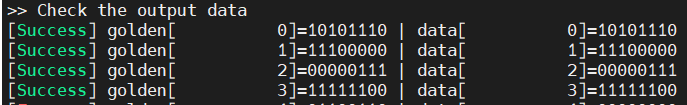 >> Check the output data
[Success] golden[          0]=10101110 | data[          0]=10101110
[Success] golden[          1]=11100000 | data[          1]=11100000
[Success] golden[          2]=00000111 | data[          2]=00000111
[Success] golden[          3]=11111100 | data[          3]=11111100